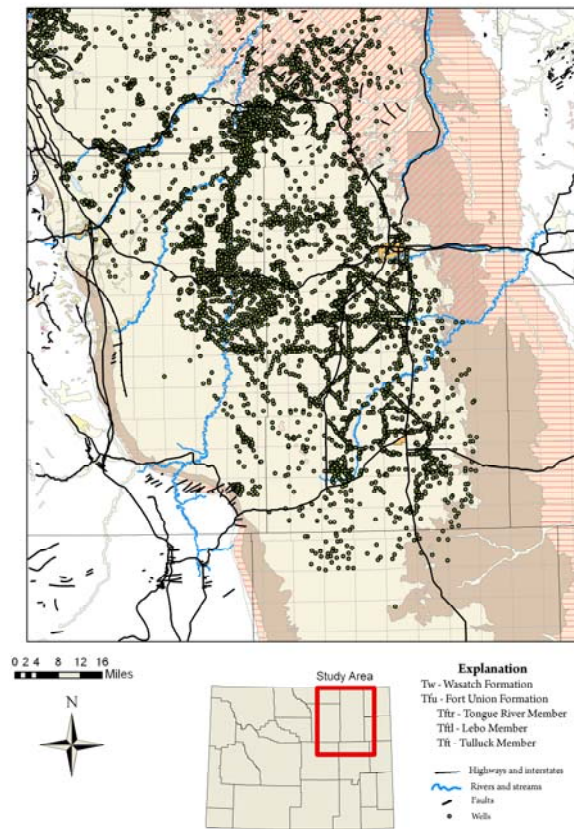 0 2 4 8 12 16
Miles
N
Study Area
Explanation
Tw - Wasatch Formation
Tfu - Fort Union Formation
Tftr - Tongue River Member
Tftl - Lebo Member
Tft - Tulluck Member
Highways and interstates
Rivers and streams
Faults
Wells